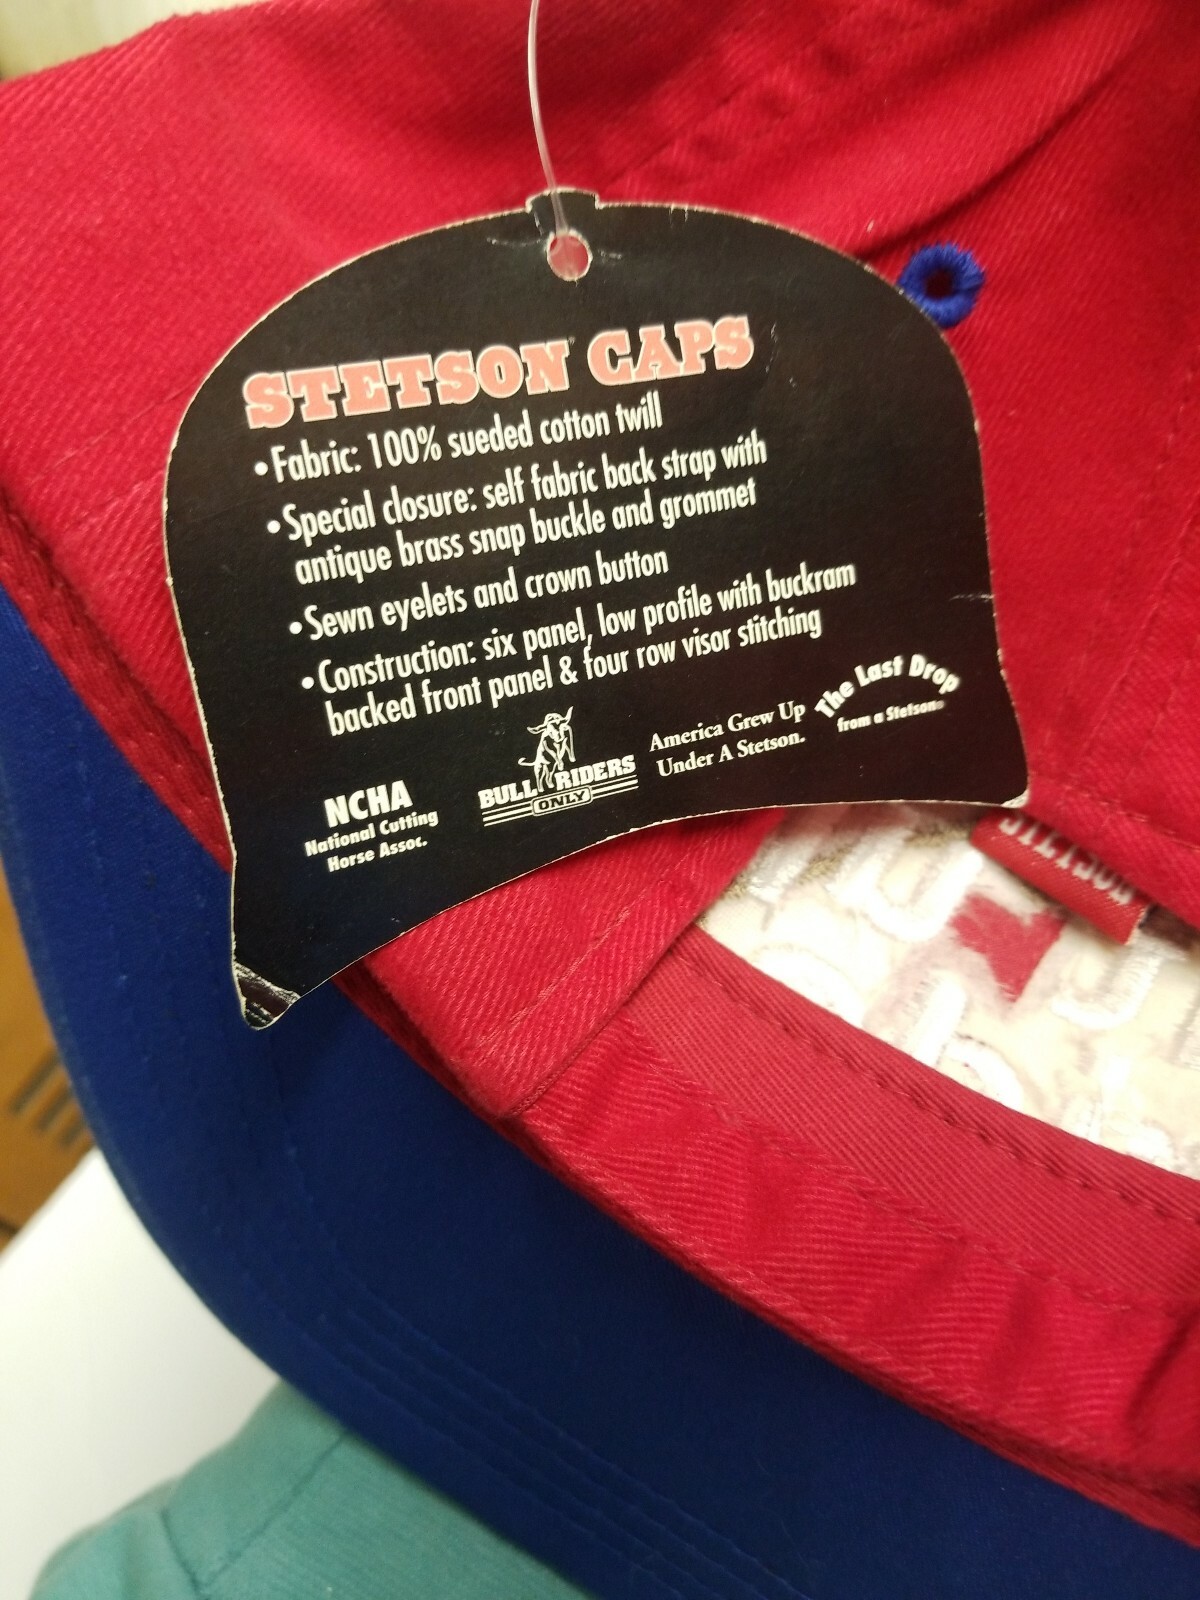 STETSON CAPS
• Fabric: 100% sueded cotton twill
• Special closure: self fabric back strap with
antique brass snap buckle and grommet
• Sewn eyelets and crown button
• Construction: six panel, low profile with buckram
backed front panel & four row visor stitching
NCHA
National Cutting
Horse Assoc.
BULL RIDERS
ONLY
America Grew Up
Under A Stetson.
The Last Drop
from a Stetson®
STETSON